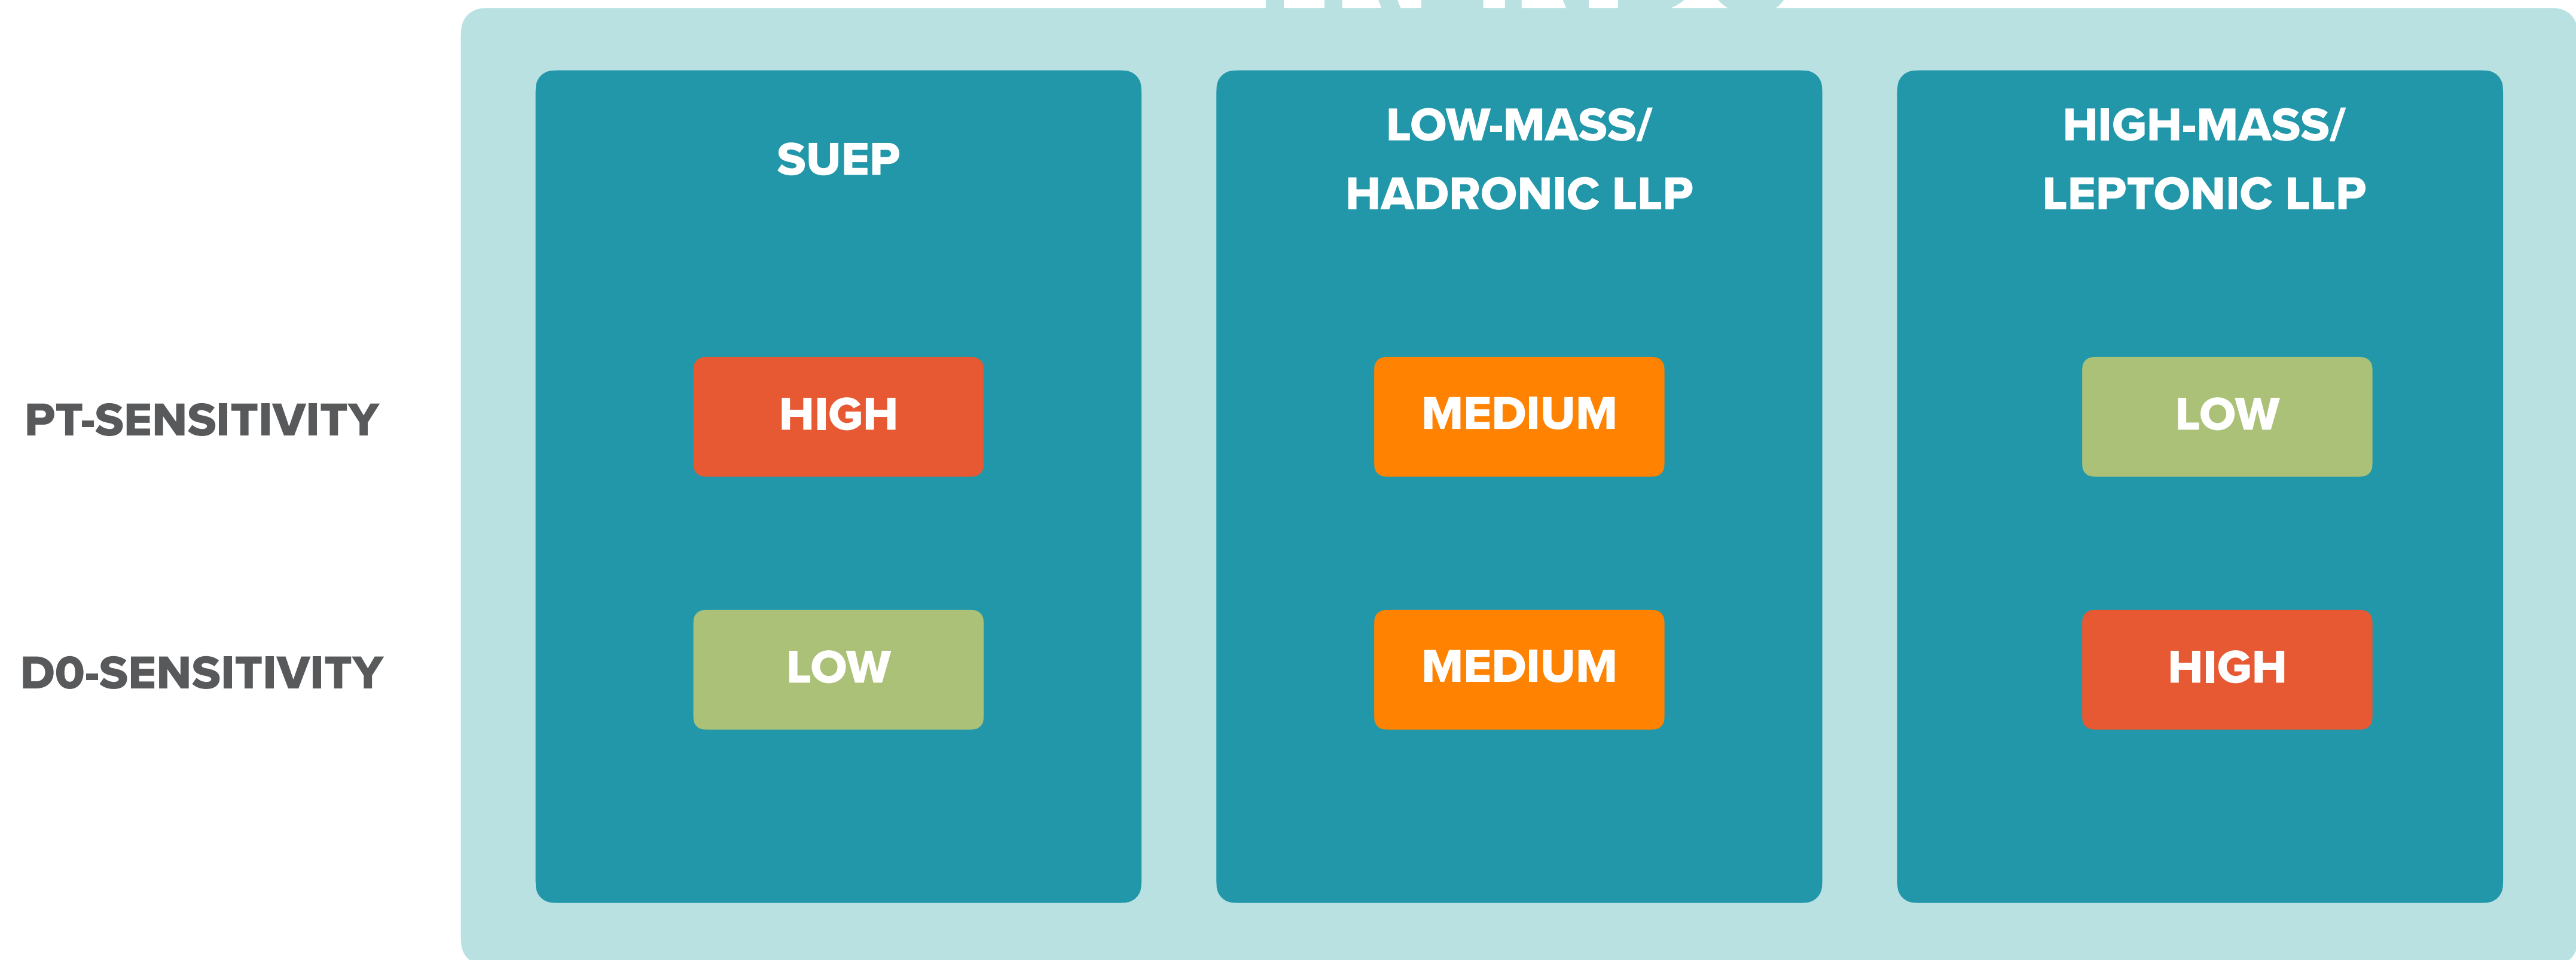 SUEP
LOW-MASS/
HADRONIC LLP
HIGH-MASS/
LEPTONIC LLP
PT-SENSITIVITY
HIGH
MEDIUM
LOW
D0-SENSITIVITY
LOW
MEDIUM
HIGH